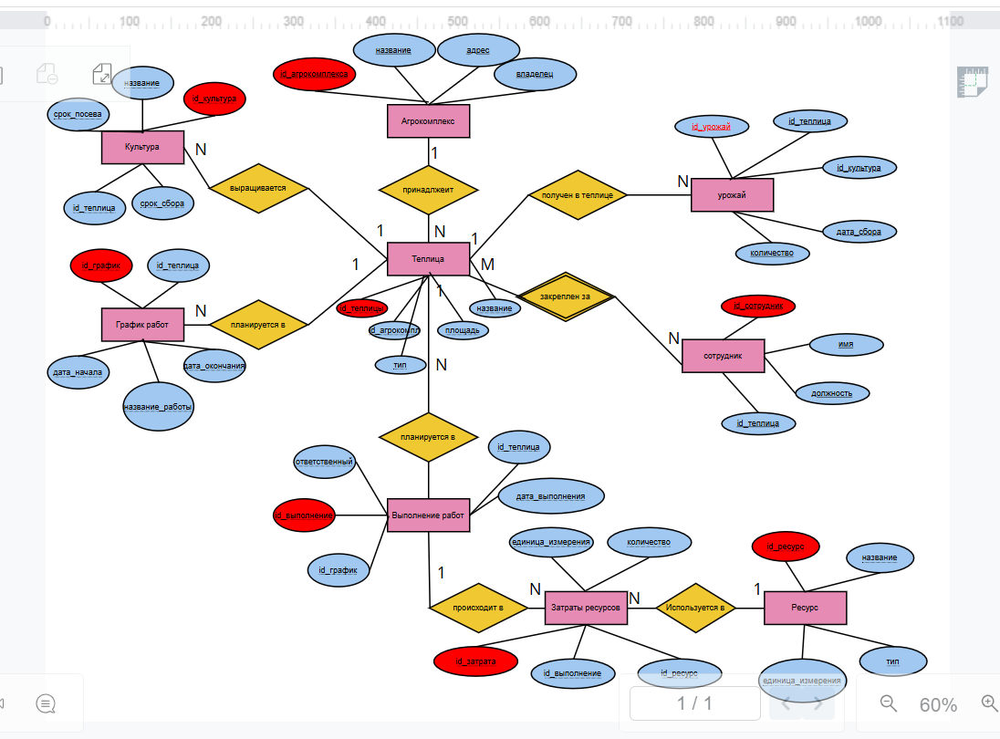 0 100 200 300 400 500 600 700 800 900 1000 1100
название
адрес
id_агрокомплекса
владелец
Агрокомплекс
название
срок_посева
id_культура
Культура
N
id_теплица
срок_сбора
выращивается
1
1
принадлжеит
N
id_урожай
id_теплица
id_культура
урожай
N
дата_сбора
количество
получен в теплице
1
Теплица
M
1
id_теплицы
id_агрокомпл
тип
площадь
название
закреплен за
N
id_сотрудник
имя
сотрудник
должность
id_теплица
id_график
id_теплица
График работ
N
планируется в
1
дата_начала
дата_окончания
название_работы
N
планируется в
ответственный
id_теплица
дата_выполнения
id_выполнение
Выполнение работ
id_график
1
происходит в
N
единица_измерения
количество
Затраты ресурсов
N
Используется в
1
id_ресурс
название
Ресурс
id_затрата
id_выполнение
id_ресурс
единица_измерения
тип
1 / 1
60%